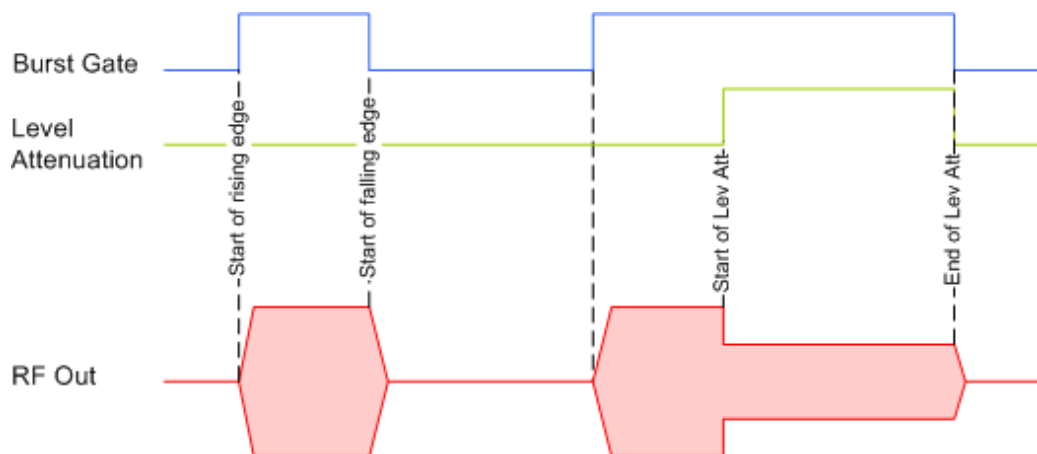 Burst Gate
Level
Attenuation
Start of rising edge
Start of falling edge
Start of Lev Att
End of Lev Att
RF Out